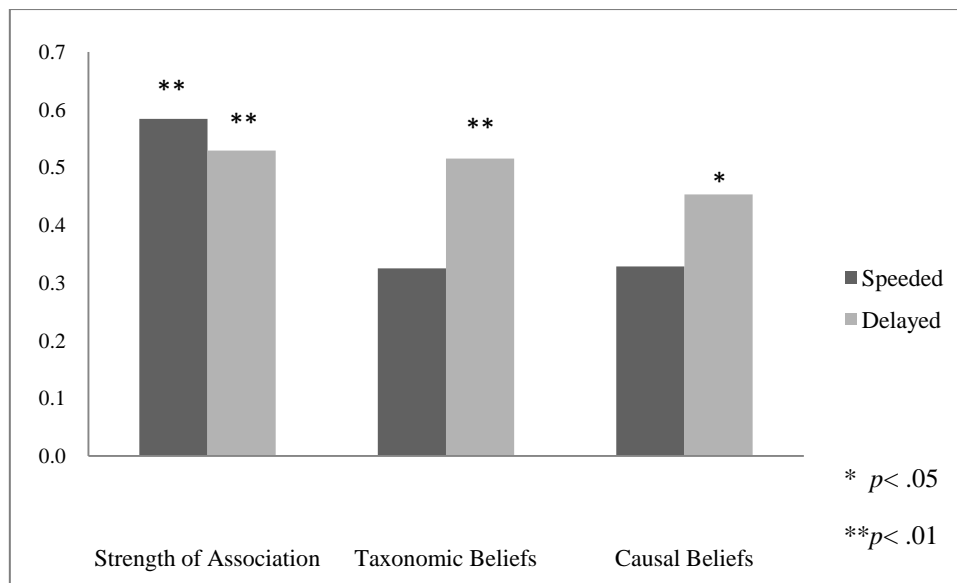 0.7
0.6
0.5
0.4
0.3
0.2
0.1
0.0
**
**
**
*
Speeded
Delayed
* p< .05
**p< .01
Strength of Association Taxonomic Beliefs Causal Beliefs